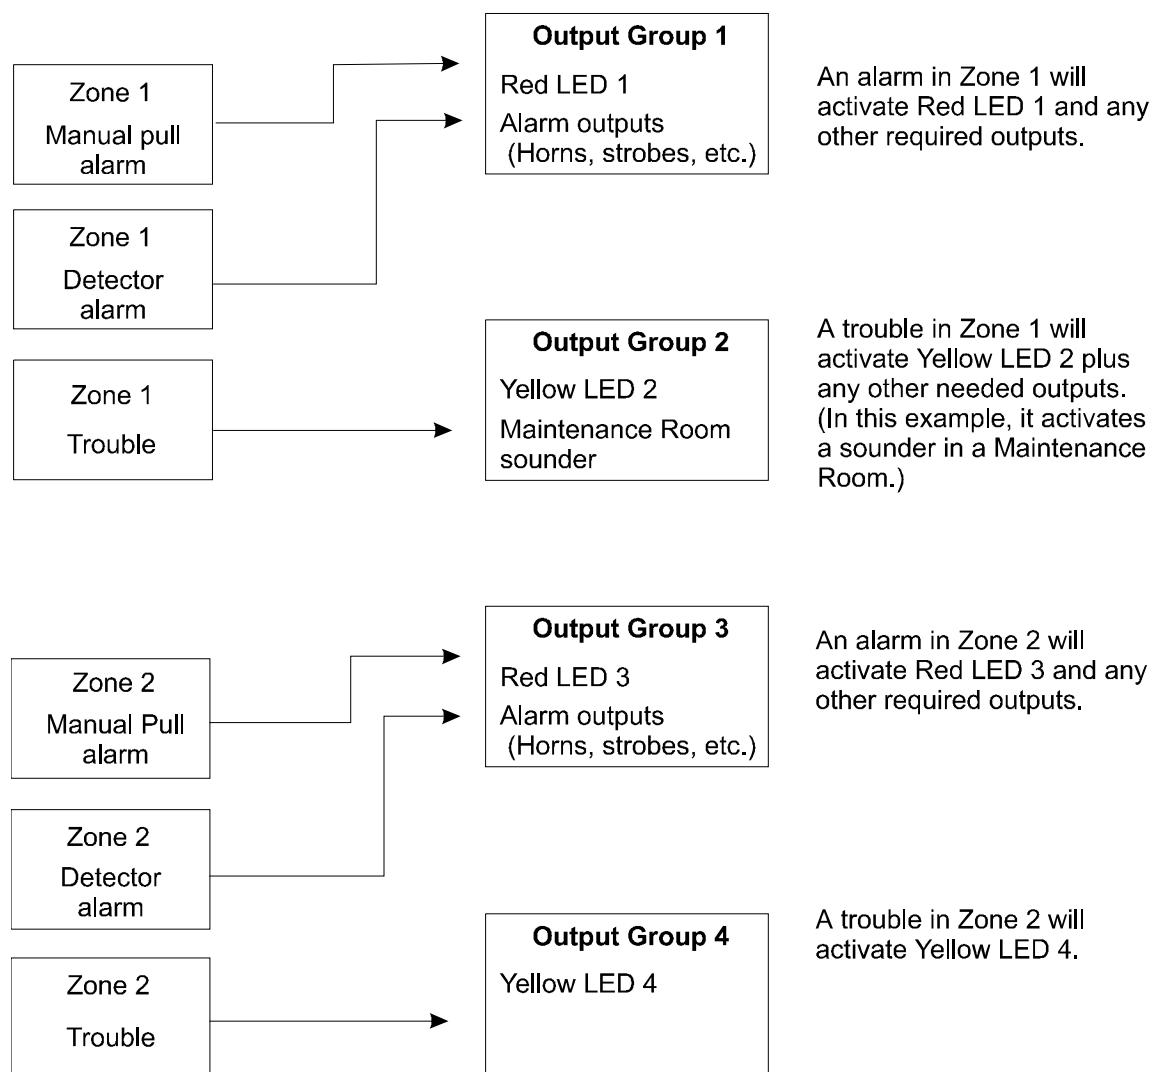 Zone 1
Manual pull
alarm
Zone 1
Detector
alarm
Zone 1
Trouble
Output Group 1
Red LED 1
Alarm outputs
(Horns, strobes, etc.)
An alarm in Zone 1 will
activate Red LED 1 and any
other required outputs.
Output Group 2
Yellow LED 2
Maintenance Room
sounder
A trouble in Zone 1 will
activate Yellow LED 2 plus
any other needed outputs.
(In this example, it activates
a sounder in a Maintenance
Room.)
Zone 2
Manual Pull
alarm
Zone 2
Detector
alarm
Zone 2
Trouble
Output Group 3
Red LED 3
Alarm outputs
(Horns, strobes, etc.)
An alarm in Zone 2 will
activate Red LED 3 and any
other required outputs.
Output Group 4
Yellow LED 4
A trouble in Zone 2 will
activate Yellow LED 4.